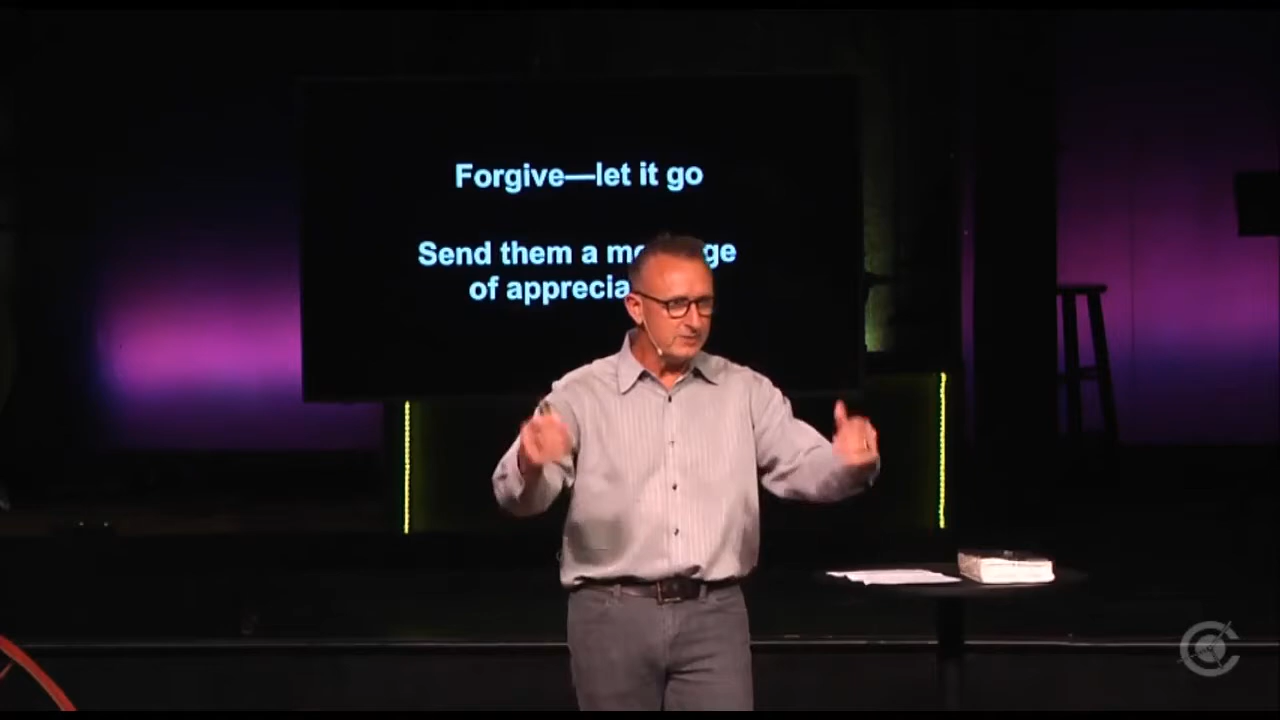 Forgive—let it go
Send them a
of